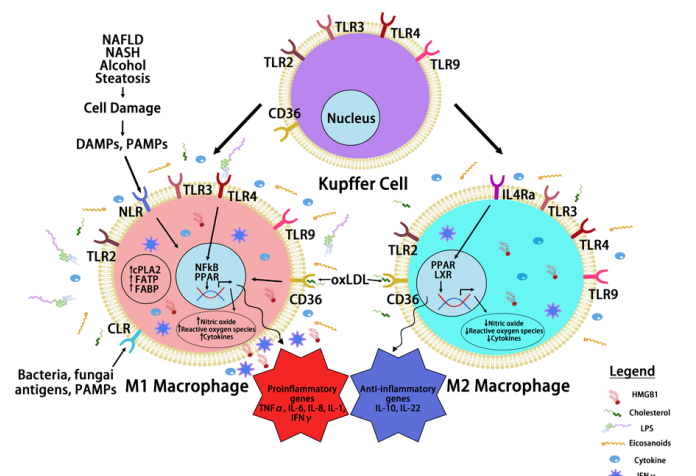 NAFLD
NASH
Alcohol
Steatosis
Cell Damage
DAMPs, PAMPs
TLR2
TLR3
TLR4
TLR9
CD36
Nucleus
Kupffer Cell
NLR
TLR3
TLR4
TLR9
TLR2
CD36
CLR
↑cPLA2
↑FATP
↑FABP
NFkB
PPAR
↑Nitric oxide
↑Reactive oxygen species
↑Cytokines
Bacteria, fungai
antigens, PAMPs
M1 Macrophage
oxLDL
IL4Ra
TLR3
TLR4
TLR9
TLR2
CD36
PPAR
LXR
↓Nitric oxide
↓Reactive oxygen species
↓Cytokines
M2 Macrophage
Proinflammatory
genes
TNFα, IL-6, IL-8, IL-1,
IFNγ
Anti-inflammatory
genes
IL-10, IL-22
Legend
HMGB1
Cholesterol
LPS
Eicosanoids
Cytokine
IFNγ